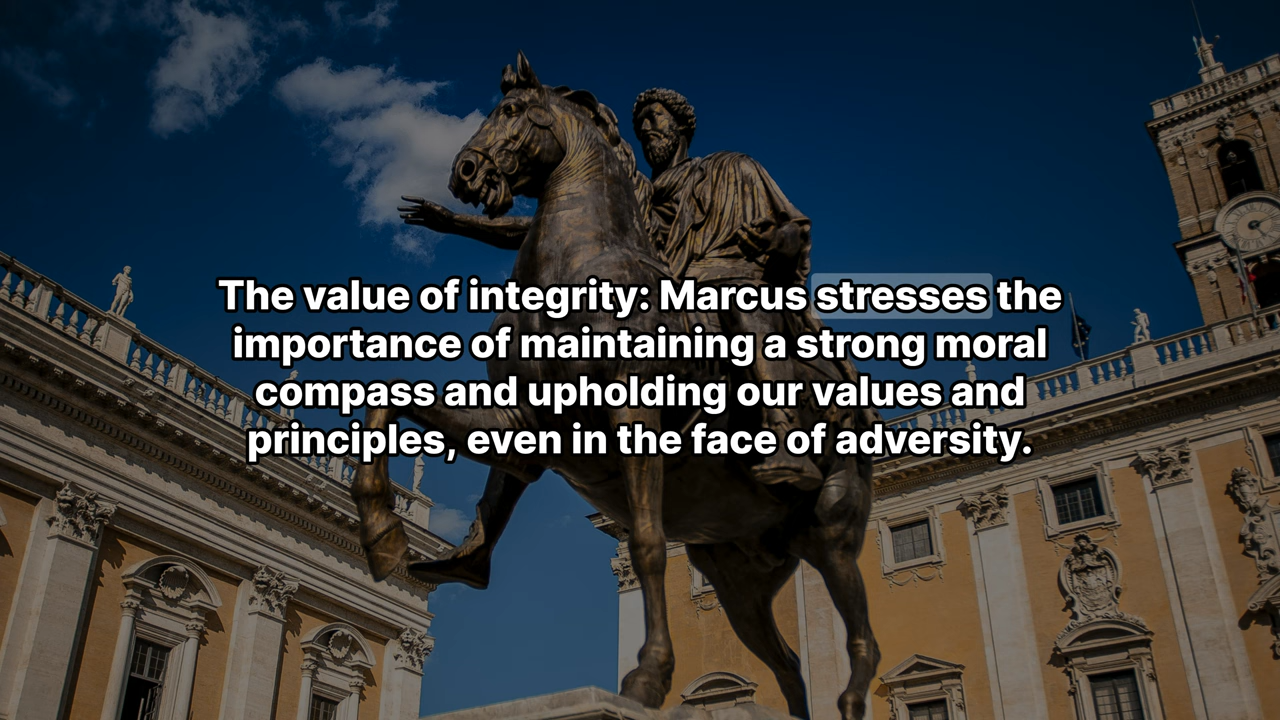 The value of integrity: Marcus stresses the
importance of maintaining a strong moral
compass and upholding our values and
principles, even in the face of adversity.